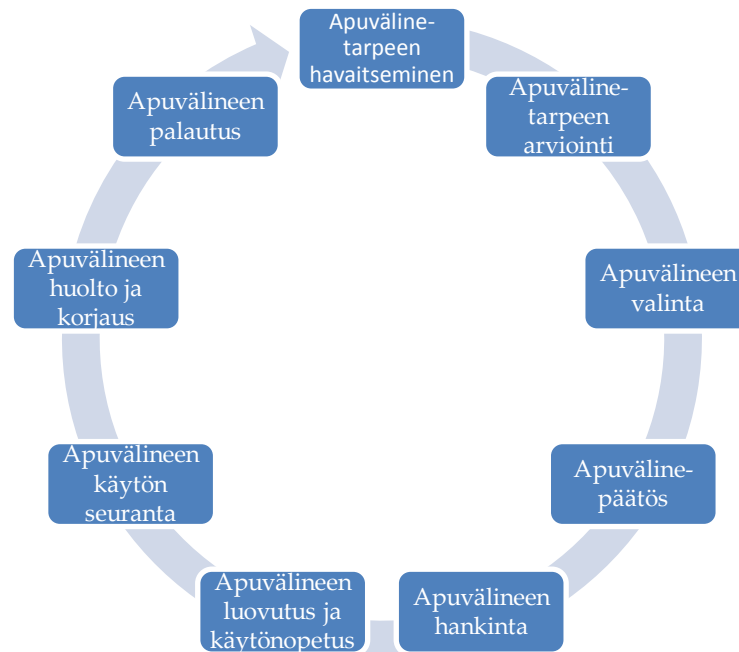 Apuväline-
tarpeen
havaitseminen
Apuväline-
tarpeen
arviointi
Apuvälineen
valinta
Apuväline-
päätös
Apuvälineen
hankinta
Apuvälineen
luovutus ja
käytönopetus
Apuvälineen
käytön
seuranta
Apuvälineen
huolto ja
korjaus
Apuvälineen
palautus